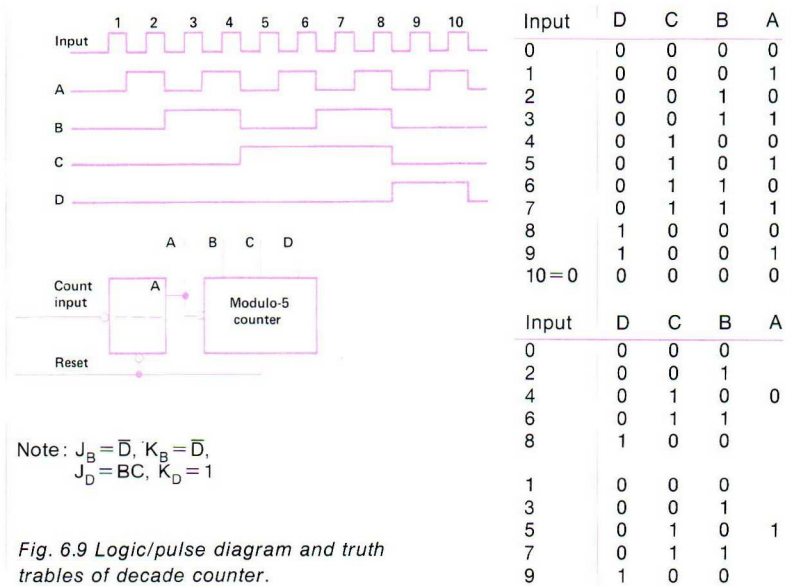 1 2 3 4 5 6 7 8 9 10
Input
A
B
C
D
A B C D
Count
input
A
Modulo-5
counter
Reset
Note: J_B = D̅, K_B = D̅,
J_D = BC, K_D = 1
Fig. 6.9 Logic/pulse diagram and truth
trables of decade counter.
Input D C B A
0 0 0 0 0
1 0 0 0 1
2 0 0 1 0
3 0 0 1 1
4 0 1 0 0
5 0 1 0 1
6 0 1 1 0
7 0 1 1 1
8 1 0 0 0
9 1 0 0 1
10=0 0 0 0 0
Input D C B A
0 0 0 0
2 0 0 1
4 0 1 0 0
6 0 1 1
8 1 0 0
1 0 0 0
3 0 0 1
5 0 1 0 1
7 0 1 1
9 1 0 0